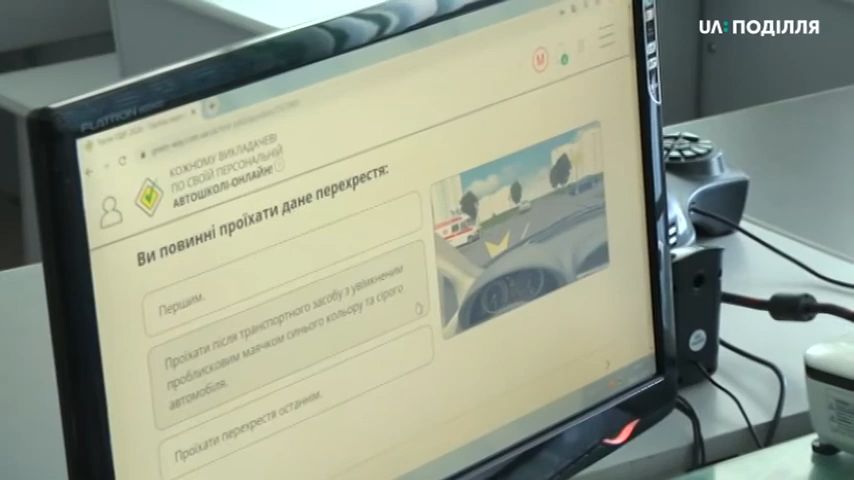 UA: ПОДІЛЛЯ
КОЖНОМУ ВИКЛАДАЧЕВІ
ПО СВОЇЙ ПЕРСОНАЛЬНІЙ
АВТОШКОЛІ-ОНЛАЙН!
Ви повинні проїхати дане перехрестя:
Першим.
Проїхати після транспортного засобу з увімкненим
проблисковим маячком синього кольору та сірого
автомобіля.
Проїхати перехрестя останнім.